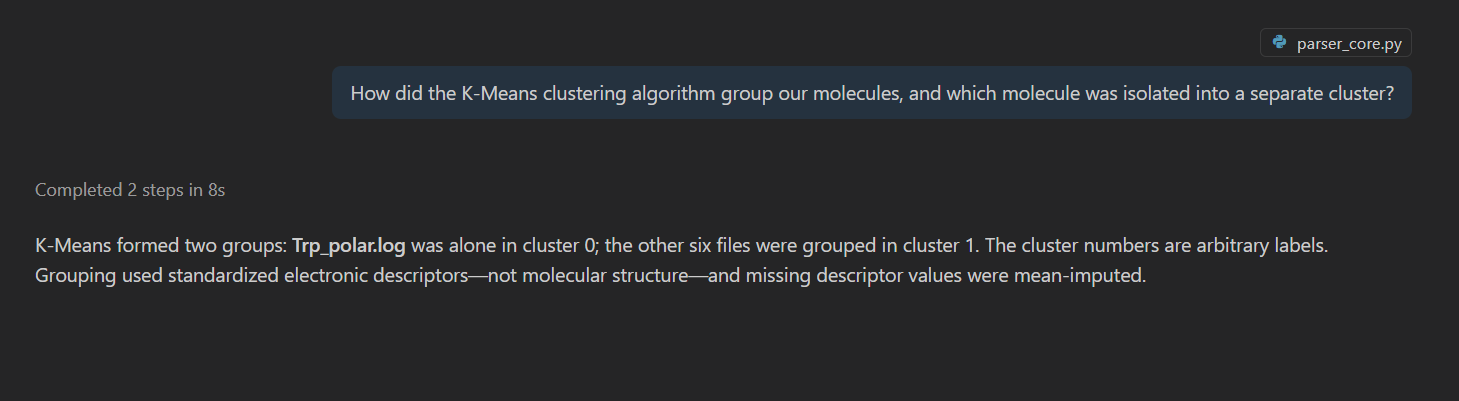 parser_core.py
How did the K-Means clustering algorithm group our molecules, and which molecule was isolated into a separate cluster?
Completed 2 steps in 8s
K-Means formed two groups: Trp_polar.log was alone in cluster 0; the other six files were grouped in cluster 1. The cluster numbers are arbitrary labels.
Grouping used standardized electronic descriptors—not molecular structure—and missing descriptor values were mean-imputed.